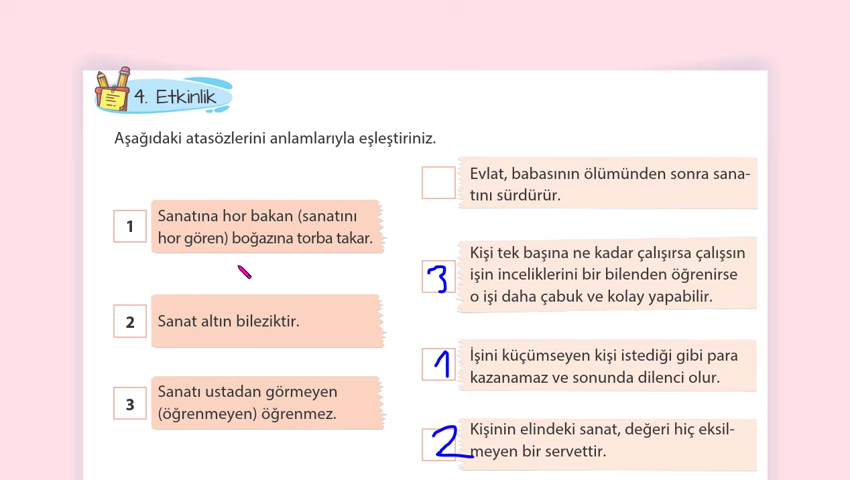 4. Etkinlik
Aşağıdaki atasözlerini anlamlarıyla eşleştiriniz.
1
Sanatına hor bakan (sanatını
hor gören) boğazına torba takar.
2
Sanat altın bileziktir.
3
Sanatı ustadan görmeyen
(öğrenmeyen) öğrenmez.
Evlat, babasının ölümünden sonra sana-
tını sürdürür.
3
Kişi tek başına ne kadar çalışırsa çalışsın
işin inceliklerini bir bilenden öğrenirse
o işi daha çabuk ve kolay yapabilir.
1
İşini küçümseyen kişi istediği gibi para
kazanamaz ve sonunda dilenci olur.
2
Kişinin elindeki sanat, değeri hiç eksil-
meyen bir servettir.